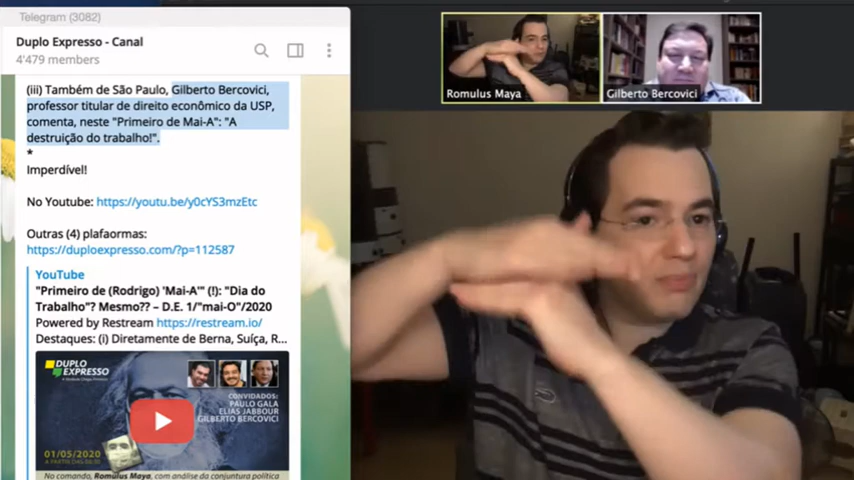 Telegram (3082)
Duplo Expresso - Canal
4'479 members
(iii) Também de São Paulo, Gilberto Bercovici,
professor titular de direito econômico da USP,
comenta, neste "Primeiro de Mai-A": "A
destruição do trabalho!".
*
Imperdível!
No Youtube: https://youtu.be/y0cYS3mzEtc
Outras (4) plafaormas:
https://duploexpresso.com/?p=112587
YouTube
"Primeiro de (Rodrigo) 'Mai-A'" (!): "Dia do
Trabalho"? Mesmo?? – D.E. 1/"mai-O"/2020
Powered by Restream https://restream.io/
Destaques: (i) Diretamente de Berna, Suíça, R...
DUPLO
EXPRESSO
CONVIDADOS:
PAULO GALA
ELIAS JABBOUR
GILBERTO BERCOVICI
01/05/2020
No comando, Romulus Maya, com análise da conjuntura política
Romulus Maya
Gilberto Bercovici